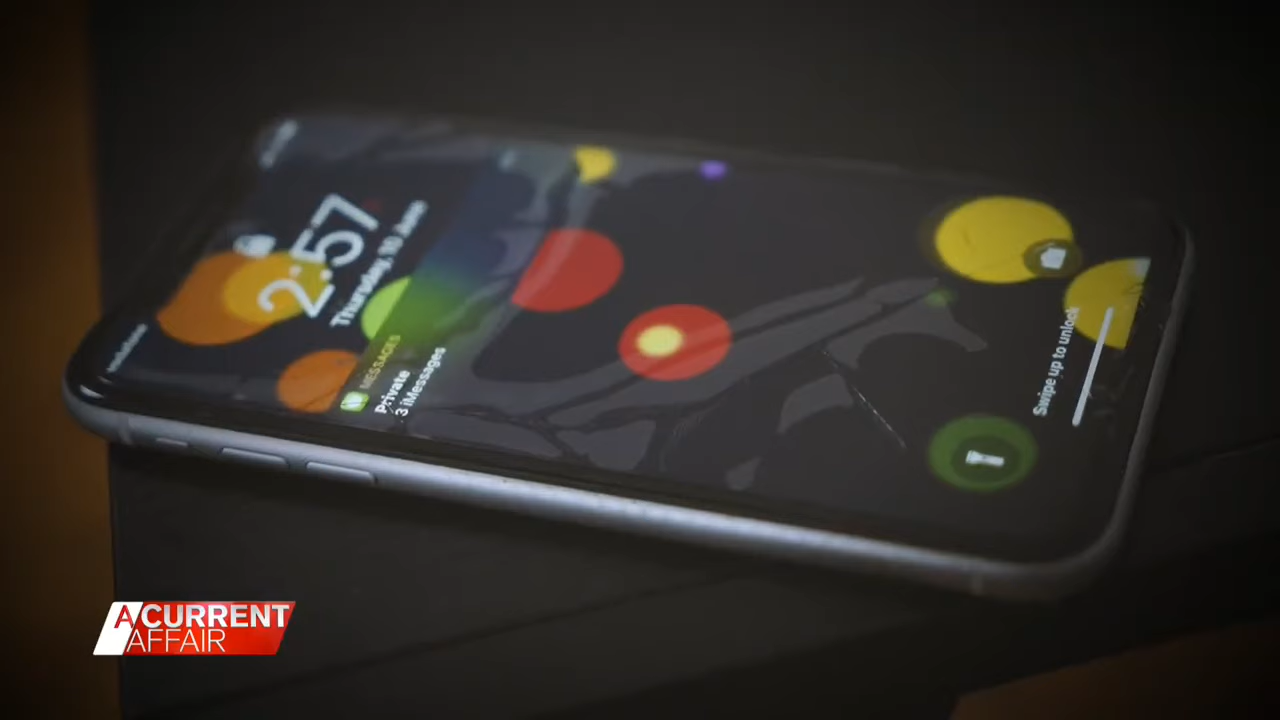 2:57
Thursday, 10 June
MESSAGES
Private
3 iMessages
Swipe up to unlock
A CURRENT
AFFAIR